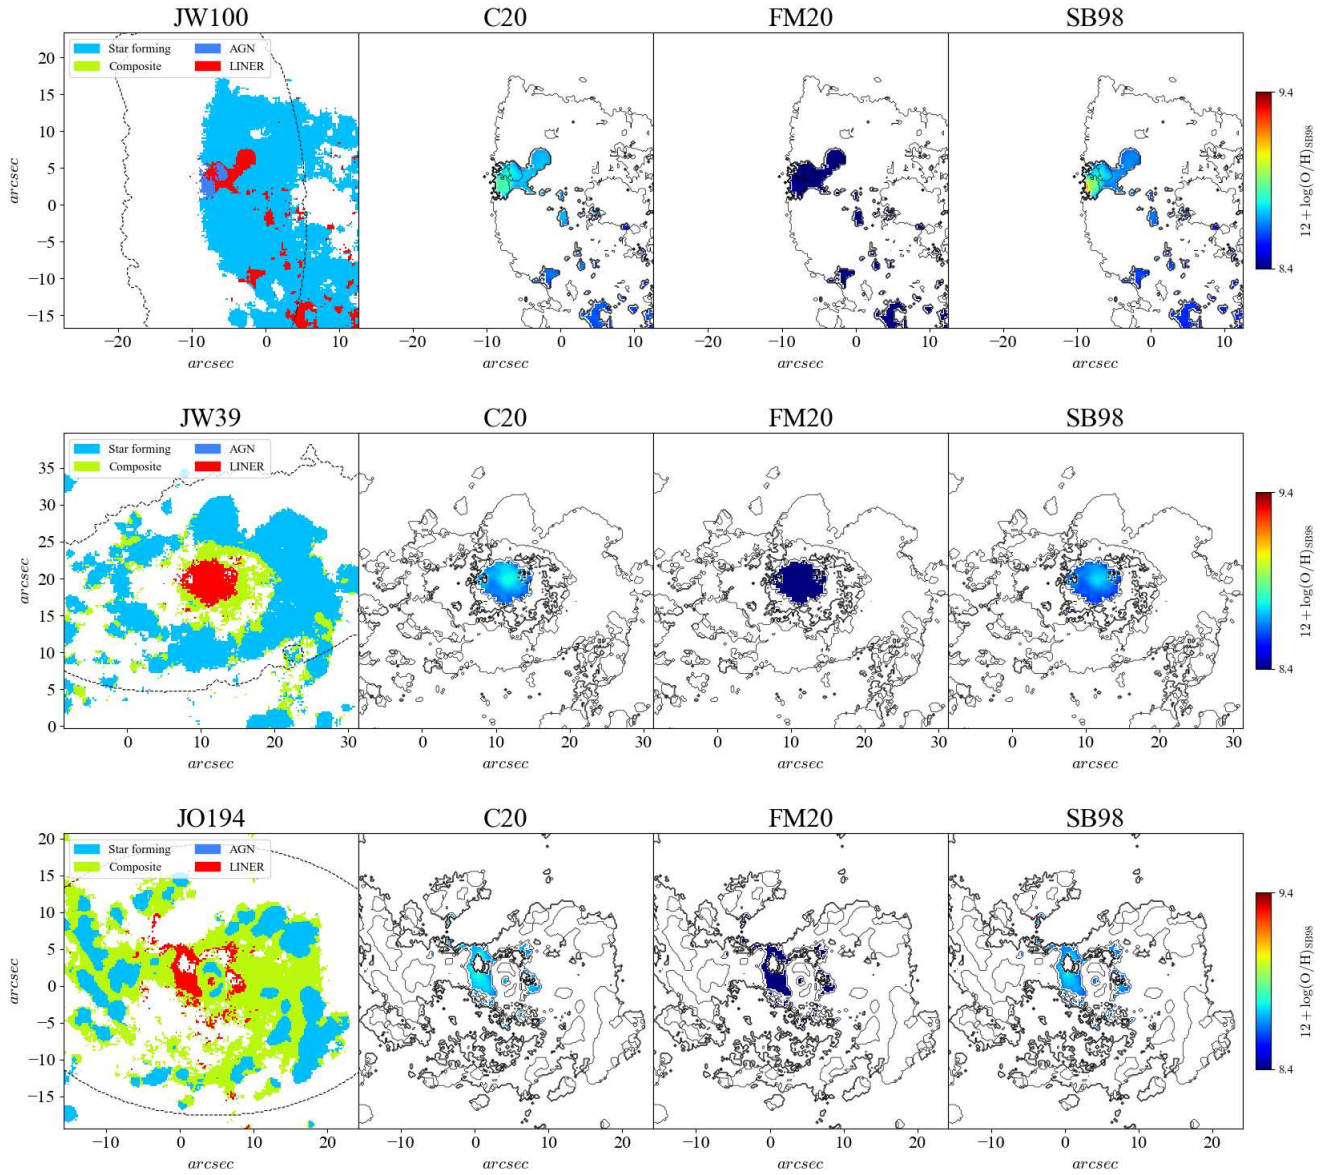 JW100 C20 FM20 SB98
Star forming AGN
Composite LINER
20
15
10
5
0
−5
−10
−15
arcsec
−20 −10 0 10 −20 −10 0 10 −20 −10 0 10 −20 −10 0 10
arcsec arcsec arcsec arcsec
9.4
12 + log(O/H)SB98
8.4
JW39 C20 FM20 SB98
Star forming AGN
Composite LINER
35
30
25
20
15
10
5
0
arcsec
0 10 20 30 0 10 20 30 0 10 20 30 0 10 20 30
arcsec arcsec arcsec arcsec
9.4
12 + log(O/H)SB98
8.4
JO194 C20 FM20 SB98
Star forming AGN
Composite LINER
20
15
10
5
0
−5
−10
−15
arcsec
−10 0 10 20 −10 0 10 20 −10 0 10 20 −10 0 10 20
arcsec arcsec arcsec arcsec
9.4
12 + log(O/H)SB98
8.4